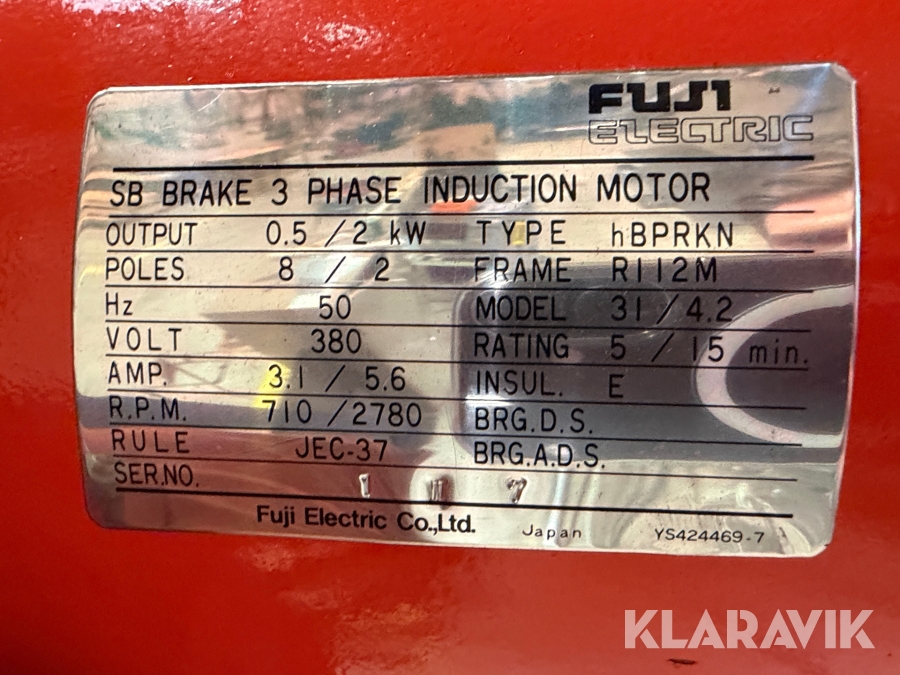 FUJI
ELECTRIC
SB BRAKE 3 PHASE INDUCTION MOTOR
OUTPUT 0.5 / 2 kW TYPE hBPRKN
POLES 8 / 2 FRAME R112M
Hz 50 MODEL 31 / 4.2
VOLT 380 RATING 5 / 15 min.
AMP. 3.1 / 5.6 INSUL. E
R.P.M. 710 / 2780 BRG.D.S.
RULE JEC-37 BRG.A.D.S.
SER.NO.
Fuji Electric Co.,Ltd. Japan YS424469-7
KLARAVIK